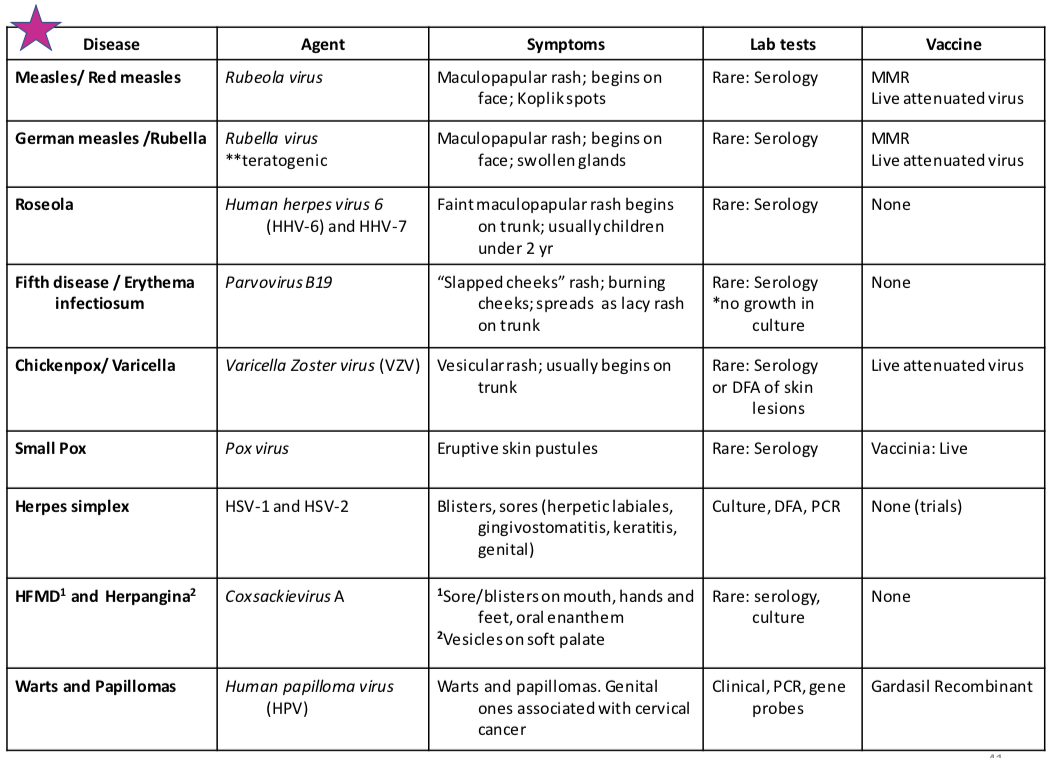 Disease Agent Symptoms Lab tests Vaccine
Measles/ Red measles
Rubeola virus
Maculopapular rash; begins on
face; Koplik spots
Rare: Serology
MMR
Live attenuated virus
German measles /Rubella
Rubella virus
**teratogenic
Maculopapular rash; begins on
face; swollen glands
Rare: Serology
MMR
Live attenuated virus
Roseola
Human herpes virus 6
(HHV-6) and HHV-7
Faint maculopapular rash begins
on trunk; usually children
under 2 yr
Rare: Serology
None
Fifth disease / Erythema
infectiosum
Parvovirus B19
“Slapped cheeks” rash; burning
cheeks; spreads as lacy rash
on trunk
Rare: Serology
*no growth in
culture
None
Chickenpox/ Varicella
Varicella Zoster virus (VZV)
Vesicular rash; usually begins on
trunk
Rare: Serology
or DFA of skin
lesions
Live attenuated virus
Small Pox
Pox virus
Eruptive skin pustules
Rare: Serology
Vaccinia: Live
Herpes simplex
HSV-1 and HSV-2
Blisters, sores (herpetic labiales,
gingivostomatitis, keratitis,
genital)
Culture, DFA, PCR
None (trials)
HFMD¹ and Herpangina²
Coxsackievirus A
¹Sore/blisters on mouth, hands and
feet, oral enanthem
²Vesicles on soft palate
Rare: serology,
culture
None
Warts and Papillomas
Human papilloma virus
(HPV)
Warts and papillomas. Genital
ones associated with cervical
cancer
Clinical, PCR, gene
probes
Gardasil Recombinant